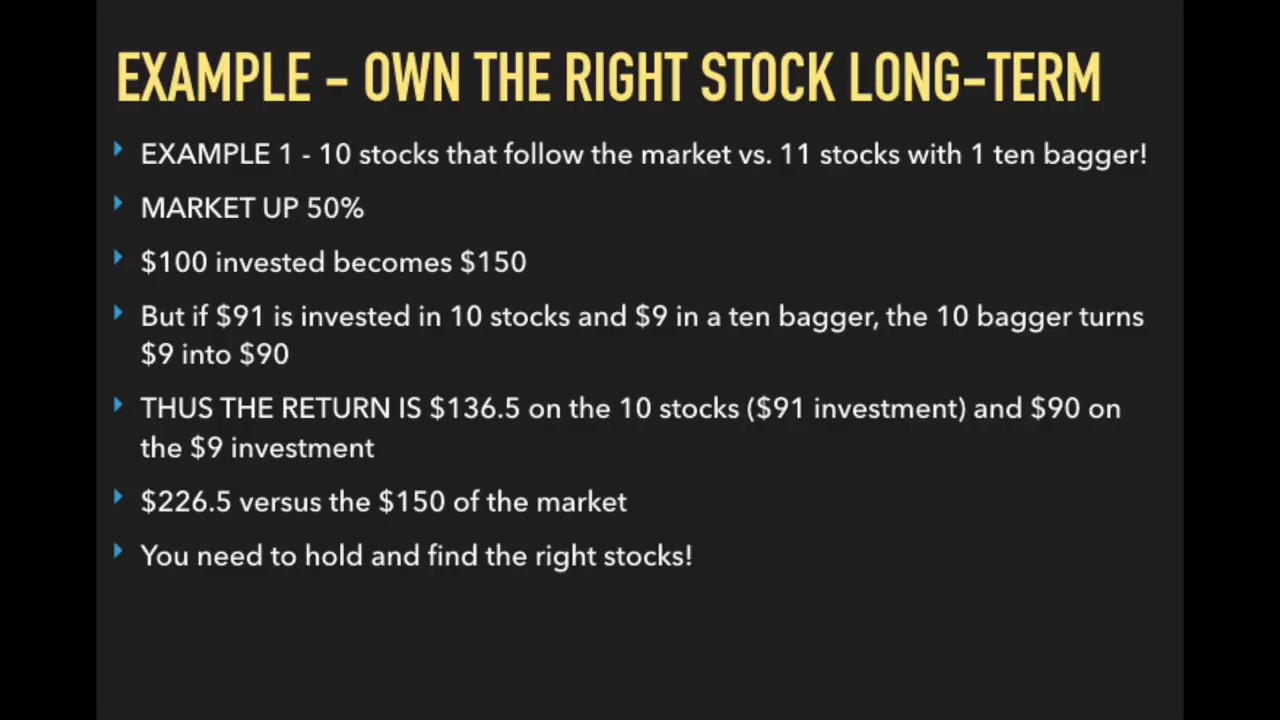 EXAMPLE - OWN THE RIGHT STOCK LONG-TERM
EXAMPLE 1 - 10 stocks that follow the market vs. 11 stocks with 1 ten bagger!
MARKET UP 50%
$100 invested becomes $150
But if $91 is invested in 10 stocks and $9 in a ten bagger, the 10 bagger turns
$9 into $90
THUS THE RETURN IS $136.5 on the 10 stocks ($91 investment) and $90 on
the $9 investment
$226.5 versus the $150 of the market
You need to hold and find the right stocks!